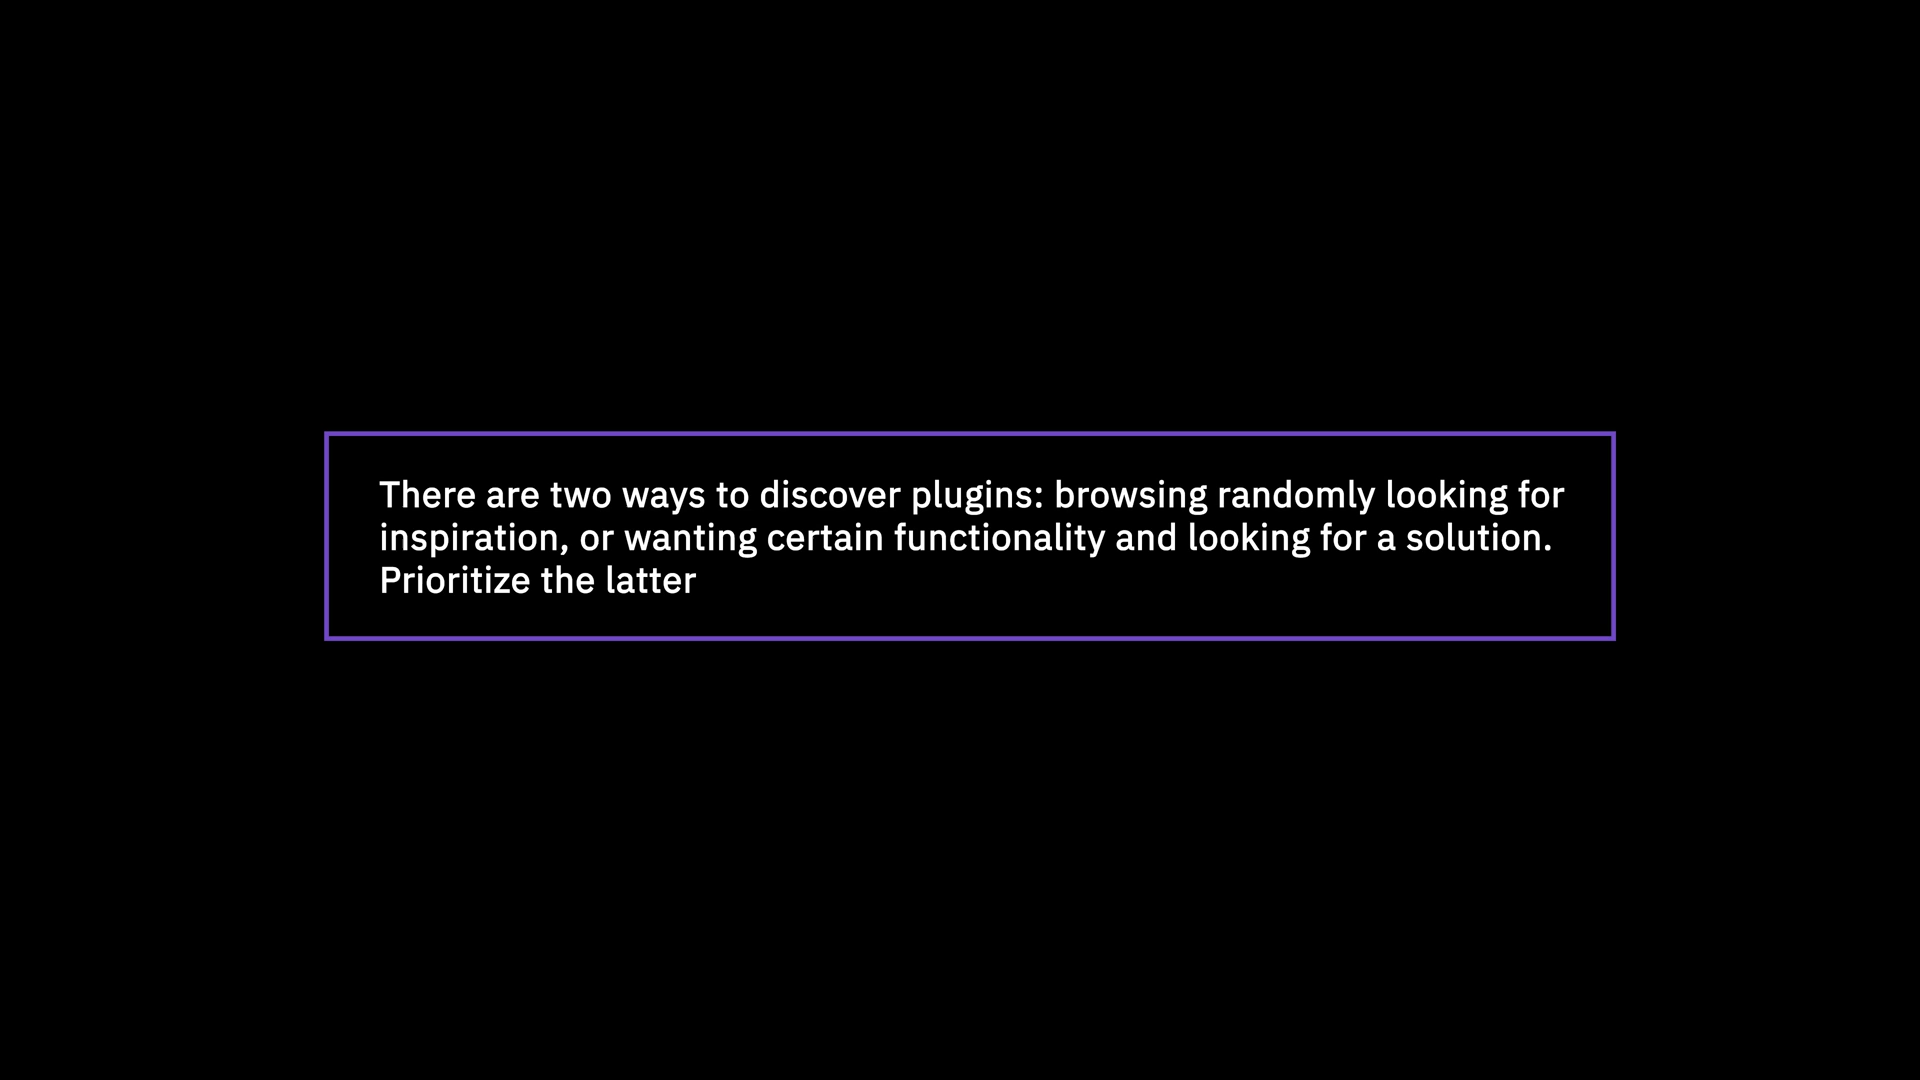 There are two ways to discover plugins: browsing randomly looking for
inspiration, or wanting certain functionality and looking for a solution.
Prioritize the latter